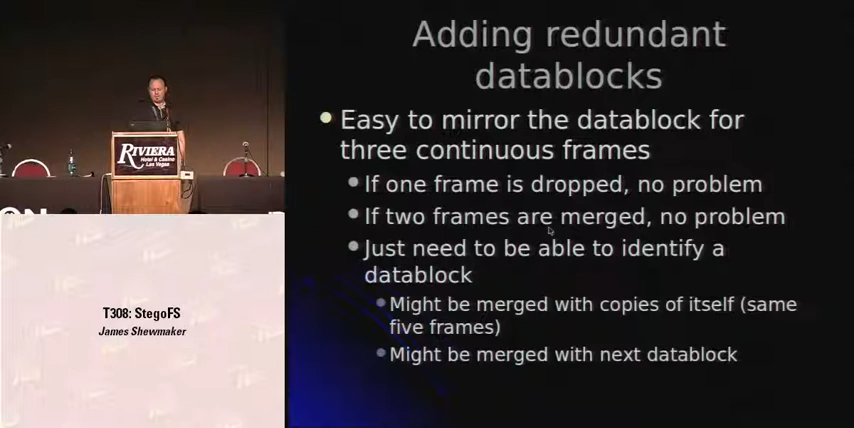 Adding redundant
datablocks
Easy to mirror the datablock for
three continuous frames
If one frame is dropped, no problem
If two frames are merged, no problem
Just need to be able to identify a
datablock
Might be merged with copies of itself (same
five frames)
Might be merged with next datablock
RIVIERA
Hotel & Casino
Las Vegas
ON
T308: StegoFS
James Shewmaker